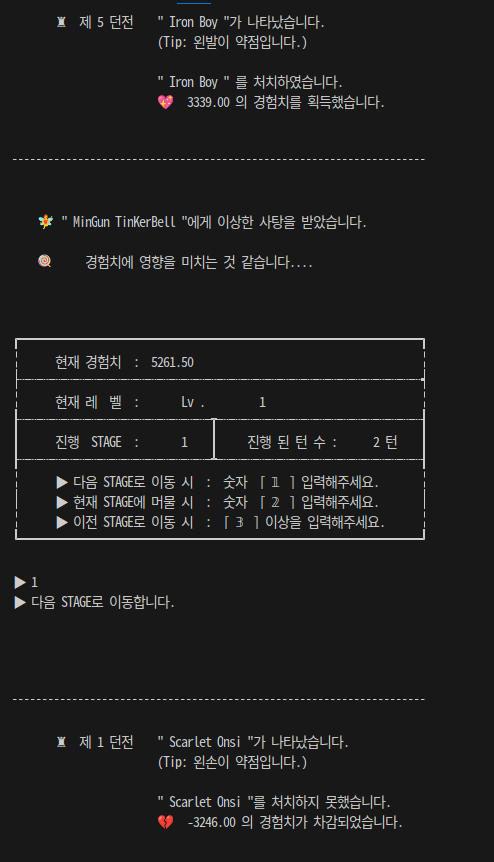 ♜ 제 5 던전 " Iron Boy "가 나타났습니다.
(Tip: 왼발이 약점입니다.)
" Iron Boy " 를 처치하였습니다.
💖 3339.00 의 경험치를 획득했습니다.
🧚 " MinGun TinKerBell "에게 이상한 사탕을 받았습니다.
🍭 경험치에 영향을 미치는 것 같습니다....
현재 경험치 : 5261.50
현재 레 벨 : Lv . 1
진행 STAGE : 1 진행 된 턴 수 : 2 턴
▶ 다음 STAGE로 이동 시 : 숫자 「 𝟙 」 입력해주세요.
▶ 현재 STAGE에 머물 시 : 숫자 「 𝟚 」 입력해주세요.
▶ 이전 STAGE로 이동 시 : 「 𝟛 」 이상을 입력해주세요.
▶ 1
▶ 다음 STAGE로 이동합니다.
♜ 제 1 던전 " Scarlet Onsi "가 나타났습니다.
(Tip: 왼손이 약점입니다.)
" Scarlet Onsi "를 처치하지 못했습니다.
💔 -3246.00 의 경험치가 차감되었습니다.